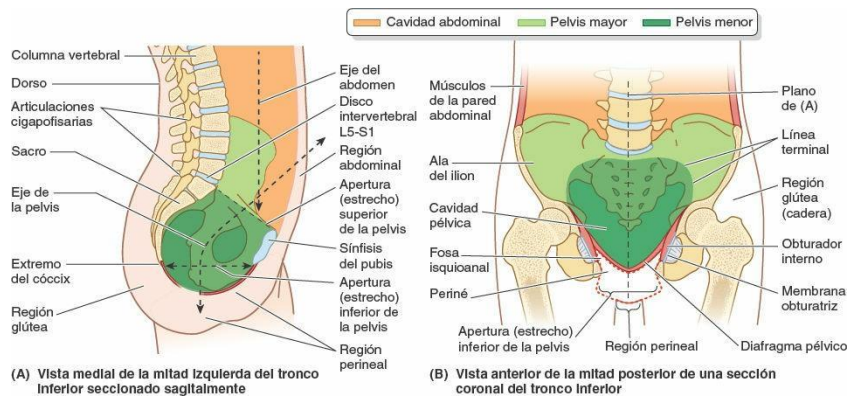 Cavidad abdominal
Pelvis mayor
Pelvis menor
Columna vertebral
Dorso
Articulaciones
cigapofisarias
Sacro
Eje de
la pelvis
Extremo
del cóccix
Región
glútea
Eje del
abdomen
Disco
intervertebral
L5-S1
Región
abdominal
Apertura
(estrecho)
superior de
la pelvis
Sínfisis
del pubis
Apertura
(estrecho)
inferior de
la pelvis
Región
perineal
(A) Vista medial de la mitad izquierda del tronco
inferior seccionado sagitalmente
Músculos
de la pared
abdominal
Ala
del ilion
Cavidad
pélvica
Fosa
isquioanal
Periné
Apertura (estrecho)
inferior de la pelvis
Región perineal
Plano
de (A)
Línea
terminal
Región
glútea
(cadera)
Obturador
interno
Membrana
obturatriz
Diafragma pélvico
(B) Vista anterior de la mitad posterior de una sección
coronal del tronco inferior